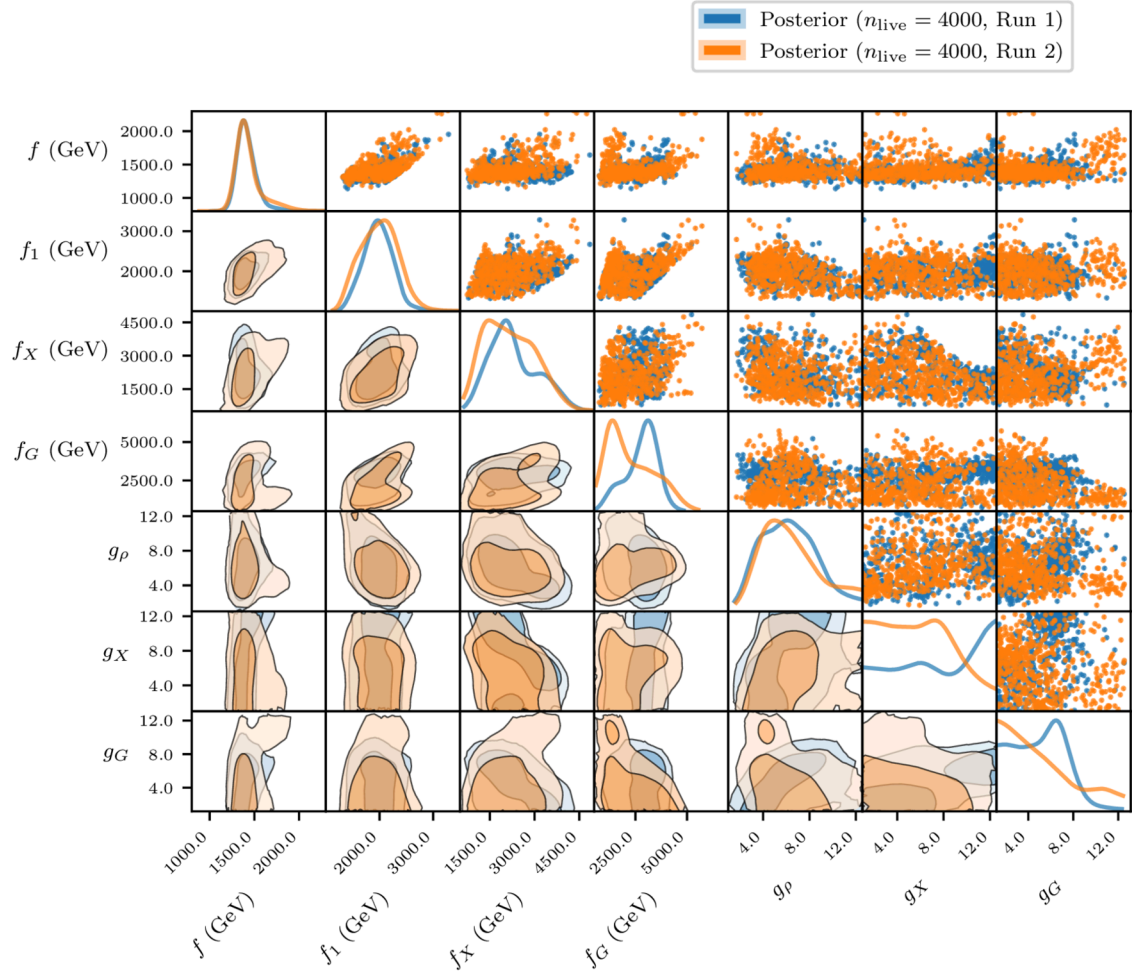 Posterior (n_live = 4000, Run 1)
Posterior (n_live = 4000, Run 2)
f (GeV)
2000.0
1500.0
1000.0
f_1 (GeV)
3000.0
2000.0
f_X (GeV)
4500.0
3000.0
1500.0
f_G (GeV)
5000.0
2500.0
g_ρ
12.0
8.0
4.0
g_X
12.0
8.0
4.0
g_G
12.0
8.0
4.0
1000.0 1500.0 2000.0 2000.0 3000.0 1500.0 3000.0 4500.0 2500.0 5000.0 4.0 8.0 12.0 4.0 8.0 12.0 4.0 8.0 12.0
f (GeV) f_1 (GeV) f_X (GeV) f_G (GeV) g_ρ g_X g_G